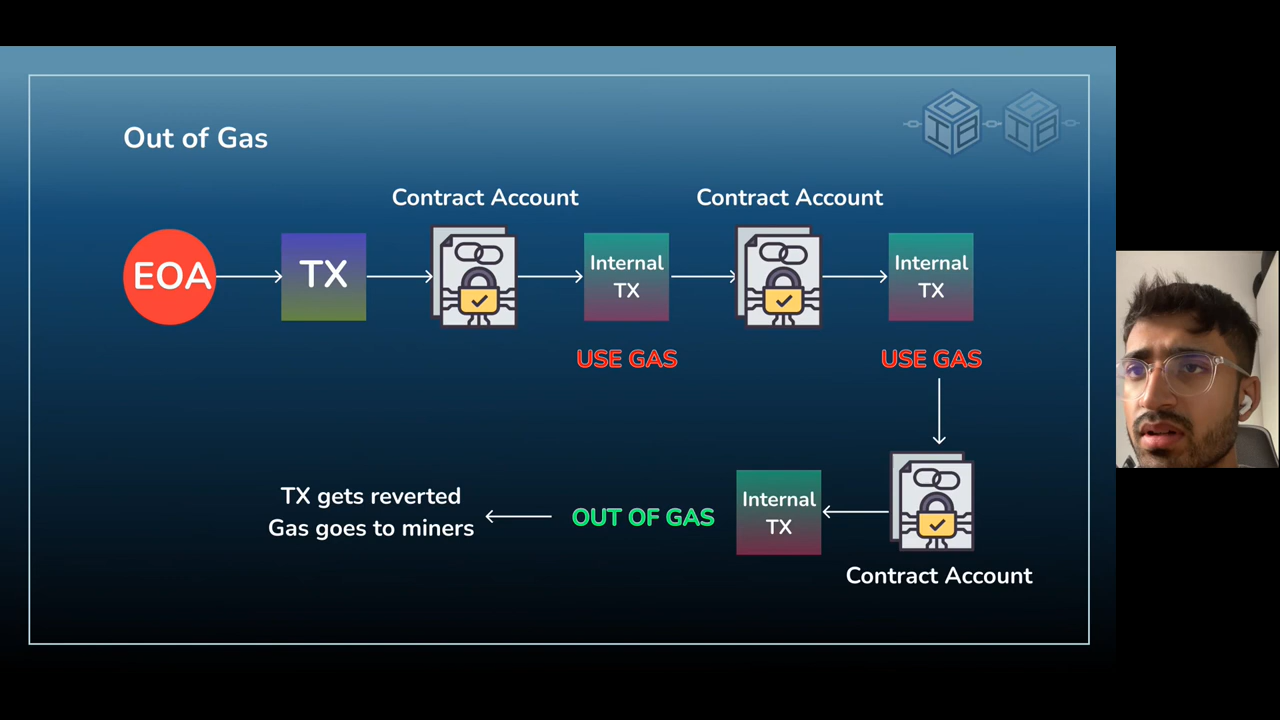 Out of Gas
Contract Account
Contract Account
EOA
TX
Internal
TX
Internal
TX
USE GAS
USE GAS
TX gets reverted
Gas goes to miners
OUT OF GAS
Internal
TX
Contract Account